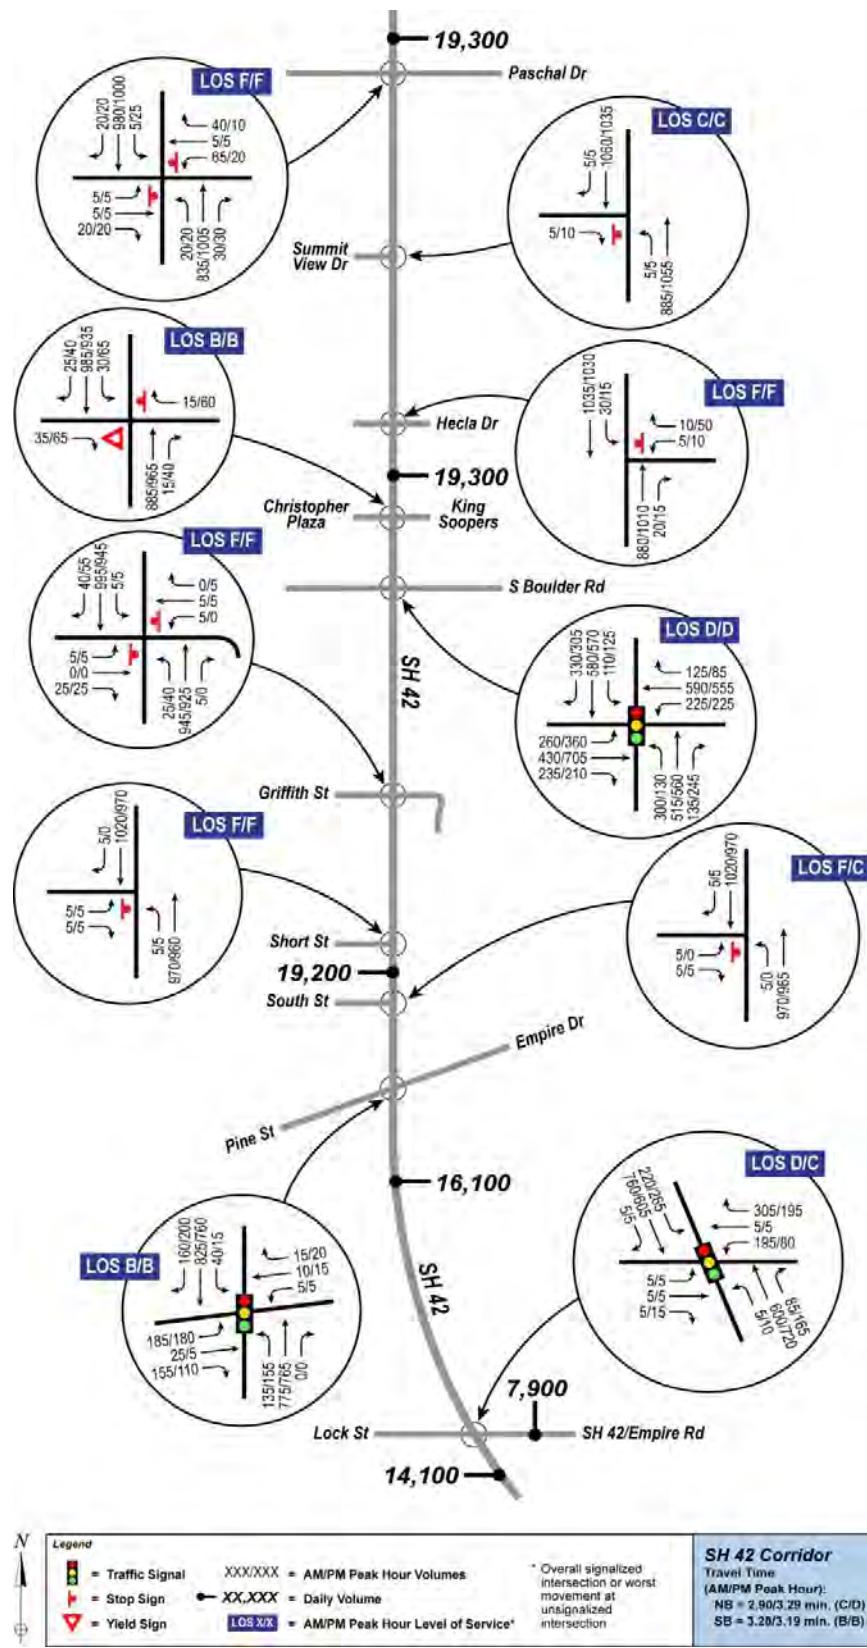 19,300
Paschal Dr
LOS F/F
20/20
980/1000
5/25
40/10
5/5
65/20
5/5
5/5
20/20
20/20
835/1005
30/30
LOS C/C
5/5
1060/1035
5/10
5/5
885/1055
Summit
View Dr
LOS B/B
25/40
985/935
30/65
15/60
35/65
885/965
15/40
LOS F/F
1035/1030
30/15
10/50
5/10
880/1010
20/15
Hecla Dr
19,300
Christopher
Plaza
King
Soopers
S Boulder Rd
LOS F/F
40/55
995/945
5/5
0/5
5/5
5/0
5/5
0/0
25/25
25/40
945/925
5/0
LOS D/D
330/305
580/570
110/125
125/85
590/555
225/225
260/360
430/705
235/210
300/130
515/560
135/245
SH 42
Griffith St
LOS F/F
5/0
1020/970
5/5
5/5
5/5
970/960
LOS F/C
5/5
1020/970
5/0
5/5
5/0
970/965
Short St
19,200
South St
Empire Dr
Pine St
16,100
SH 42
LOS B/B
160/200
825/760
40/15
15/20
10/15
5/5
185/180
25/5
155/110
135/155
775/765
0/0
LOS D/C
220/265
760/605
5/5
305/195
5/5
195/80
5/5
5/5
5/15
5/10
600/720
85/165
7,900
Lock St
SH 42/Empire Rd
14,100
N
Legend
= Traffic Signal
= Stop Sign
= Yield Sign
XXX/XXX = AM/PM Peak Hour Volumes
XX,XXX = Daily Volume
LOS X/X = AM/PM Peak Hour Level of Service*
* Overall signalized
intersection or worst
movement at
unsignalized
intersection
SH 42 Corridor
Travel Time
(AM/PM Peak Hour):
NB = 2.90/3.29 min. (C/D)
SB = 3.28/3.19 min. (B/B)